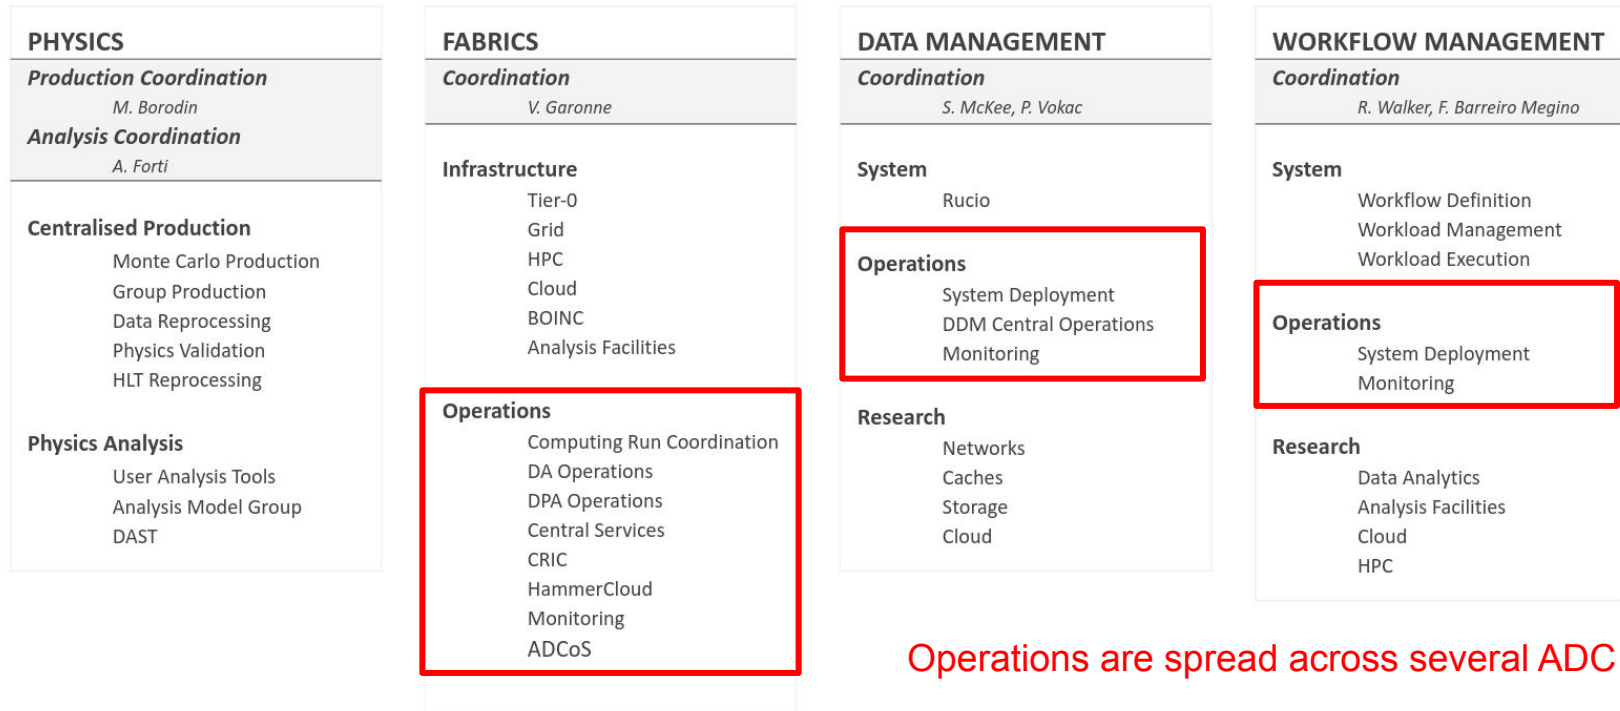 PHYSICS
Production Coordination
M. Borodin
Analysis Coordination
A. Forti
Centralised Production
Monte Carlo Production
Group Production
Data Reprocessing
Physics Validation
HLT Reprocessing
Physics Analysis
User Analysis Tools
Analysis Model Group
DAST
FABRICS
Coordination
V. Garonne
Infrastructure
Tier-0
Grid
HPC
Cloud
BOINC
Analysis Facilities
Operations
Computing Run Coordination
DA Operations
DPA Operations
Central Services
CRIC
HammerCloud
Monitoring
ADCoS
DATA MANAGEMENT
Coordination
S. McKee, P. Vokac
System
Rucio
Operations
System Deployment
DDM Central Operations
Monitoring
Research
Networks
Caches
Storage
Cloud
WORKFLOW MANAGEMENT
Coordination
R. Walker, F. Barreiro Megino
System
Workflow Definition
Workload Management
Workload Execution
Operations
System Deployment
Monitoring
Research
Data Analytics
Analysis Facilities
Cloud
HPC
Operations are spread across several ADC